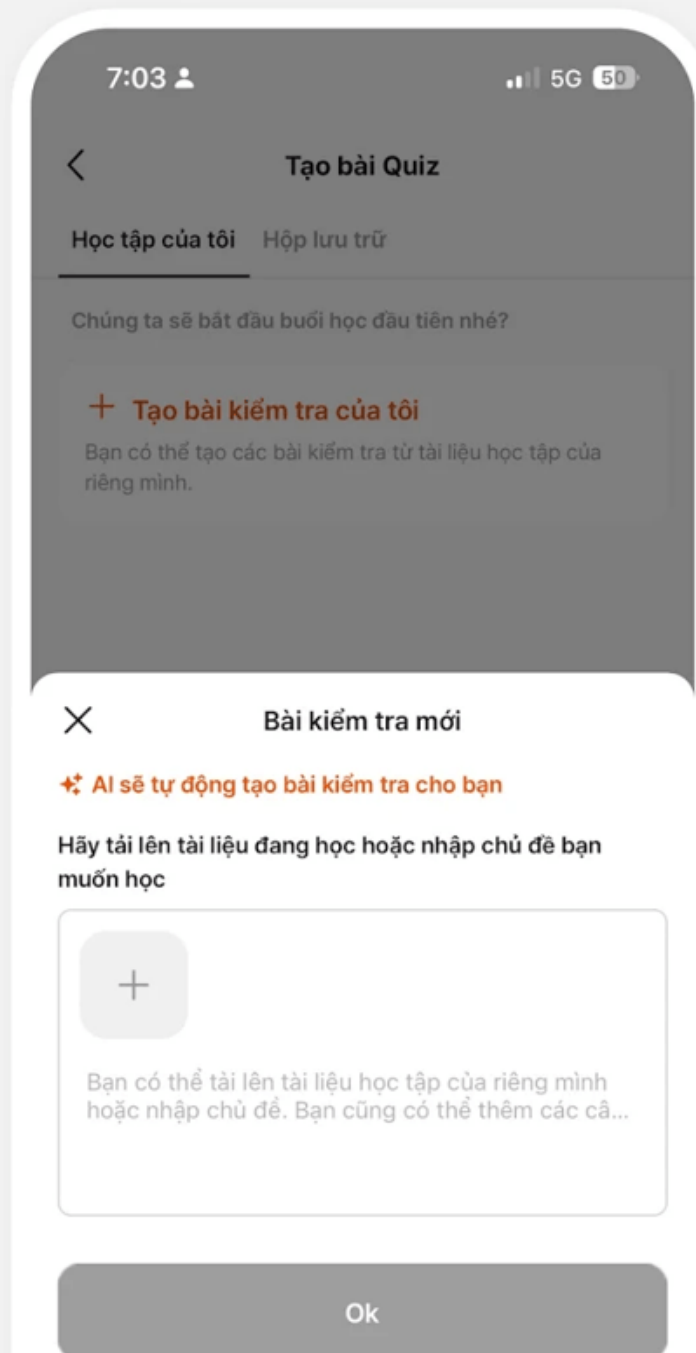 7:03
5G 50
Tạo bài Quiz
Học tập của tôi Hộp lưu trữ
Chúng ta sẽ bắt đầu buổi học đầu tiên nhé?
+ Tạo bài kiểm tra của tôi
Bạn có thể tạo các bài kiểm tra từ tài liệu học tập của
riêng mình.
Bài kiểm tra mới
AI sẽ tự động tạo bài kiểm tra cho bạn
Hãy tải lên tài liệu đang học hoặc nhập chủ đề bạn
muốn học
+
Bạn có thể tải lên tài liệu học tập của riêng mình
hoặc nhập chủ đề. Bạn cũng có thể thêm các câ...
Ok